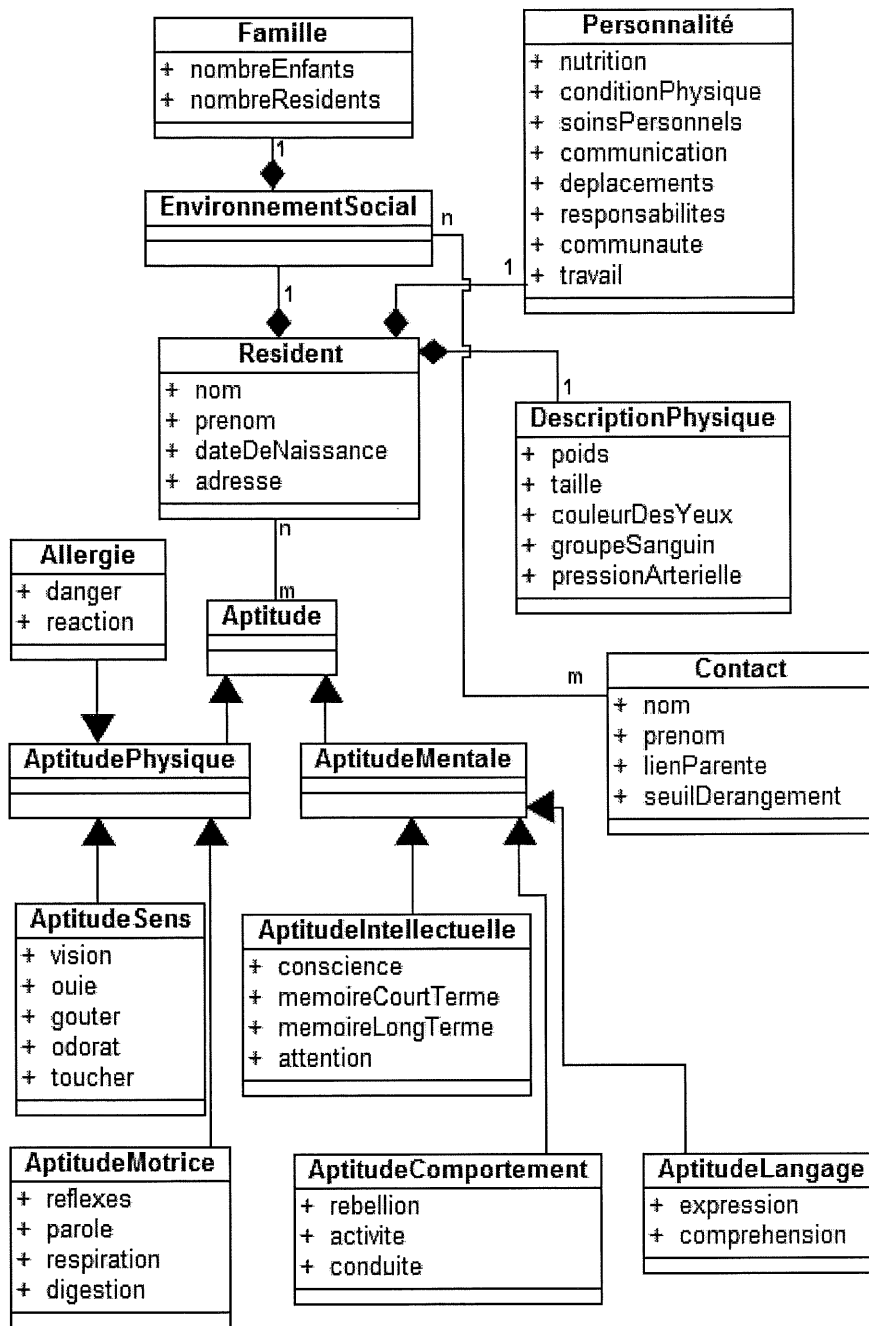 Famille
+ nombreEnfants
+ nombreResidents
1
Personnalité
+ nutrition
+ conditionPhysique
+ soinsPersonnels
+ communication
+ deplacements
+ responsabilites
+ communaute
+ travail
EnvironnementSocial
n
1
1
Resident
+ nom
+ prenom
+ dateDeNaissance
+ adresse
n
1
DescriptionPhysique
+ poids
+ taille
+ couleurDesYeux
+ groupeSanguin
+ pressionArterielle
Allergie
+ danger
+ reaction
m
Aptitude
m
Contact
+ nom
+ prenom
+ lienParente
+ seuilDerangement
AptitudePhysique
AptitudeMentale
AptitudeSens
+ vision
+ ouie
+ gouter
+ odorat
+ toucher
AptitudeIntellectuelle
+ conscience
+ memoireCourtTerme
+ memoireLongTerme
+ attention
AptitudeMotrice
+ reflexes
+ parole
+ respiration
+ digestion
AptitudeComportement
+ rebellion
+ activite
+ conduite
AptitudeLangage
+ expression
+ comprehension